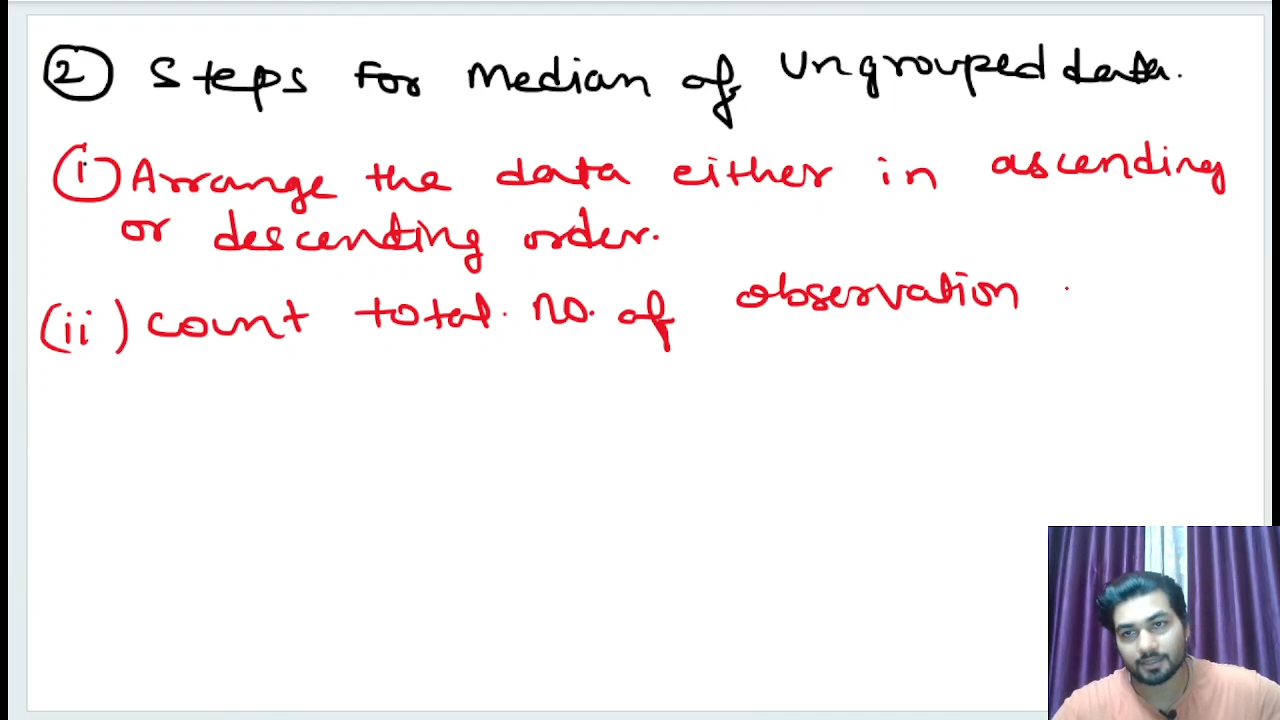 ② Steps For Median of Ungrouped data.
(i) Arrange the data either in ascending
or descending order.
(ii) count total. no. of observation